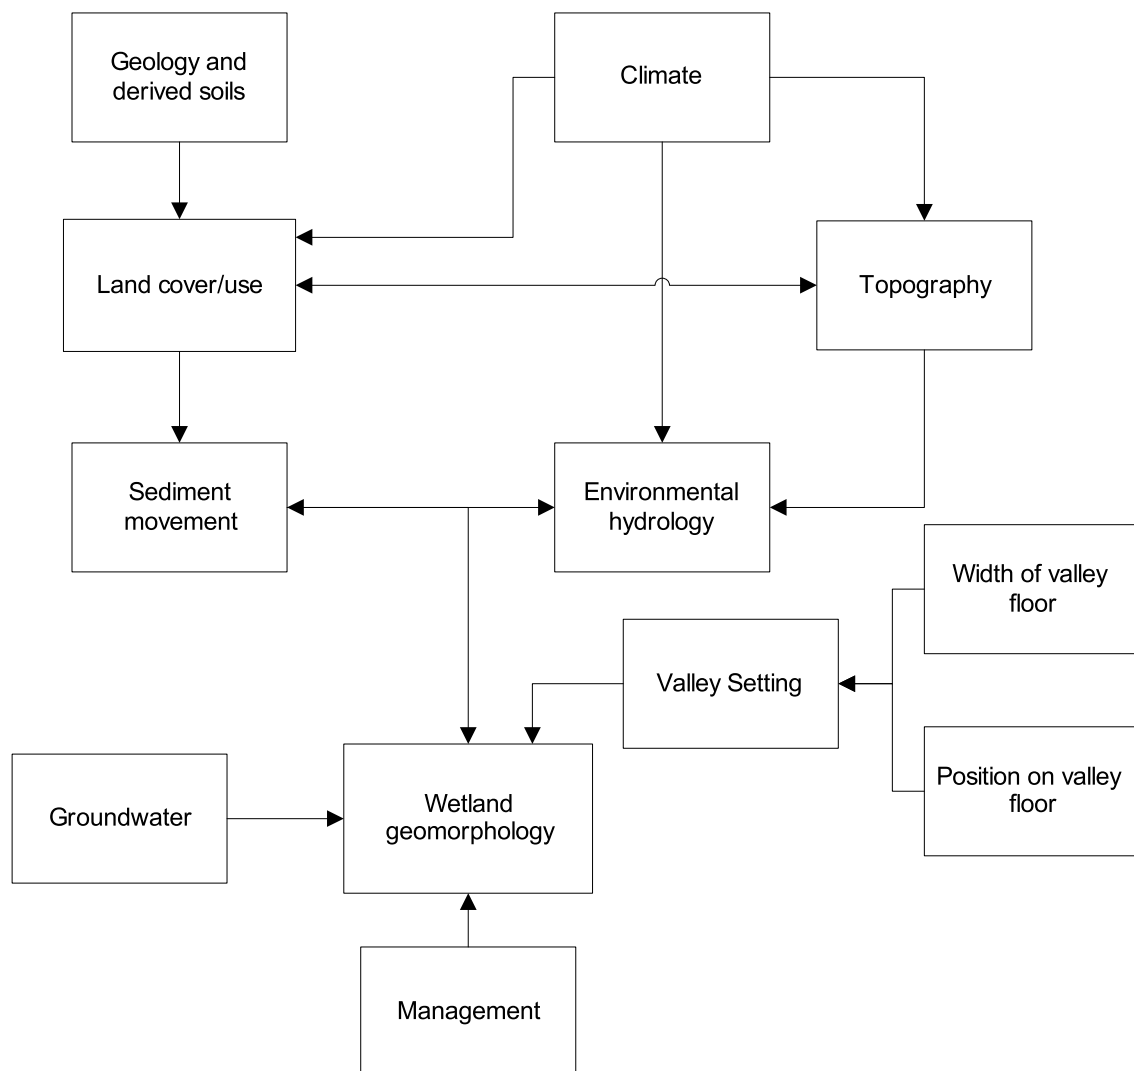 Geology and
derived soils
Climate
Land cover/use
Topography
Sediment
movement
Environmental
hydrology
Width of valley
floor
Valley Setting
Position on valley
floor
Groundwater
Wetland
geomorphology
Management